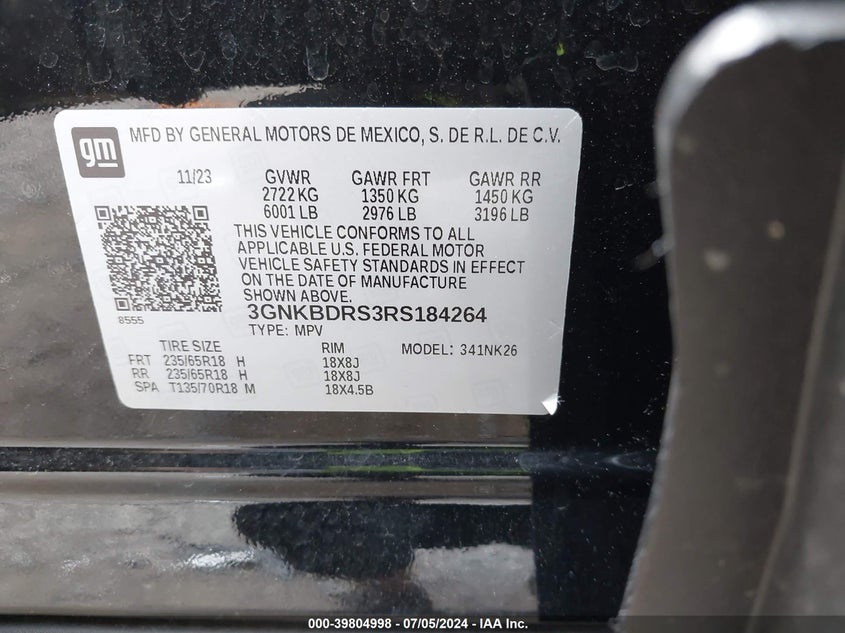 gm
MFD BY GENERAL MOTORS DE MEXICO, S. DE R.L. DE C.V.
11/23 GVWR GAWR FRT GAWR RR
2722 KG 1350 KG 1450 KG
6001 LB 2976 LB 3196 LB
THIS VEHICLE CONFORMS TO ALL
APPLICABLE U.S. FEDERAL MOTOR
VEHICLE SAFETY STANDARDS IN EFFECT
ON THE DATE OF MANUFACTURE
SHOWN ABOVE.
8555 3GNKBDRS3RS184264
TYPE: MPV
TIRE SIZE RIM MODEL: 341NK26
FRT 235/65R18 H 18X8J
RR 235/65R18 H 18X8J
SPA T135/70R18 M 18X4.5B
000-39804998 - 07/05/2024 - IAA Inc.